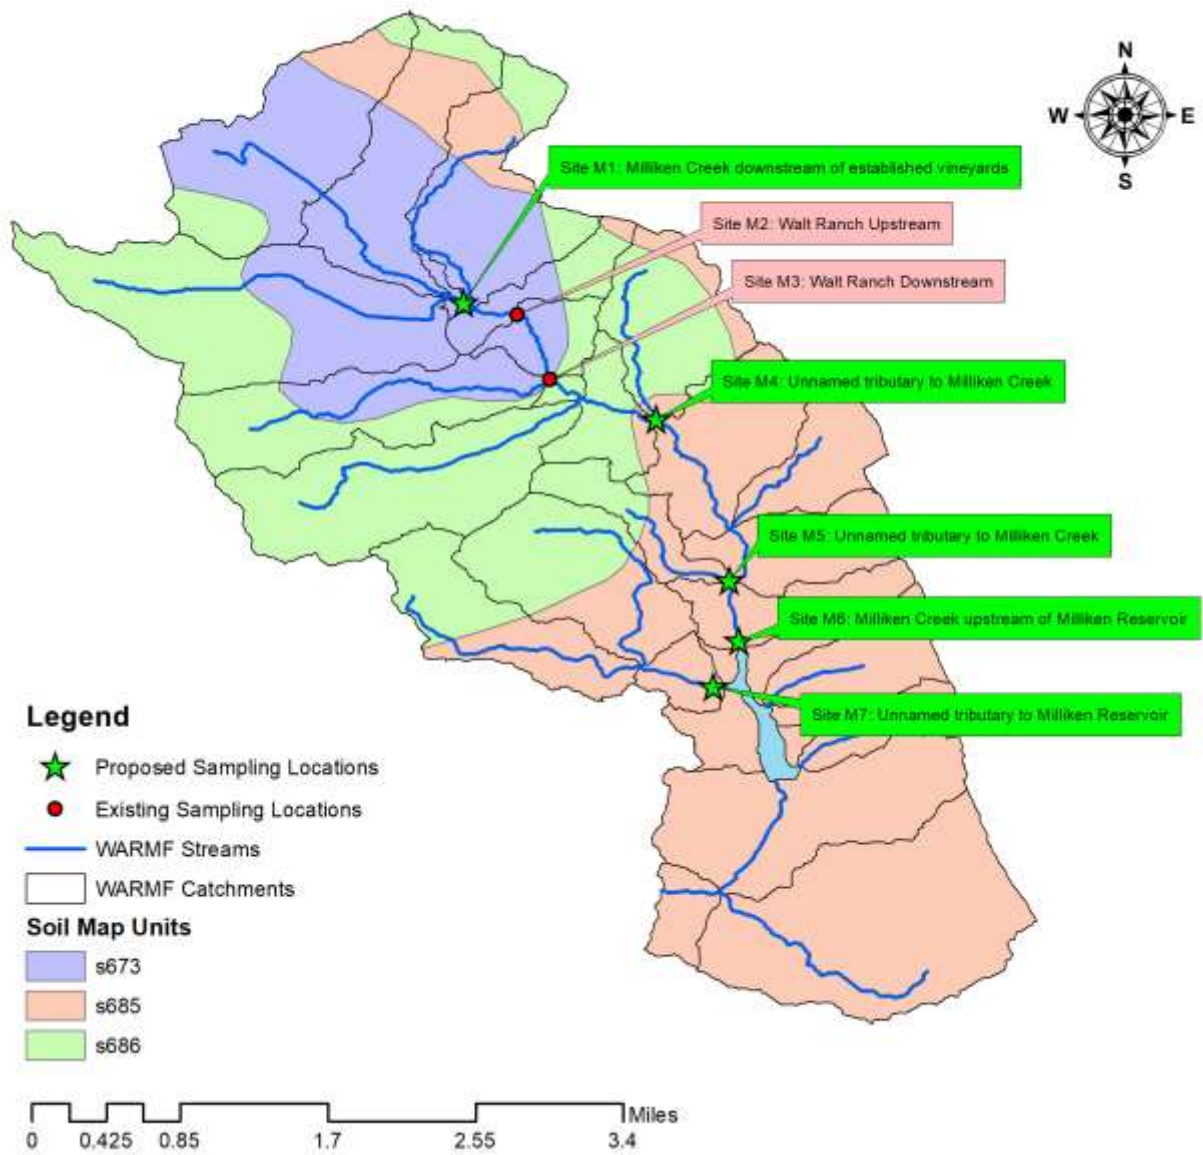 N
W E
S
Site M1: Milliken Creek downstream of established vineyards
Site M2: Walt Ranch Upstream
Site M3: Walt Ranch Downstream
Site M4: Unnamed tributary to Milliken Creek
Site M5: Unnamed tributary to Milliken Creek
Site M6: Milliken Creek upstream of Milliken Reservoir
Site M7: Unnamed tributary to Milliken Reservoir
Legend
Proposed Sampling Locations
Existing Sampling Locations
WARMF Streams
WARMF Catchments
Soil Map Units
s673
s685
s686
Miles
0 0.425 0.85 1.7 2.55 3.4